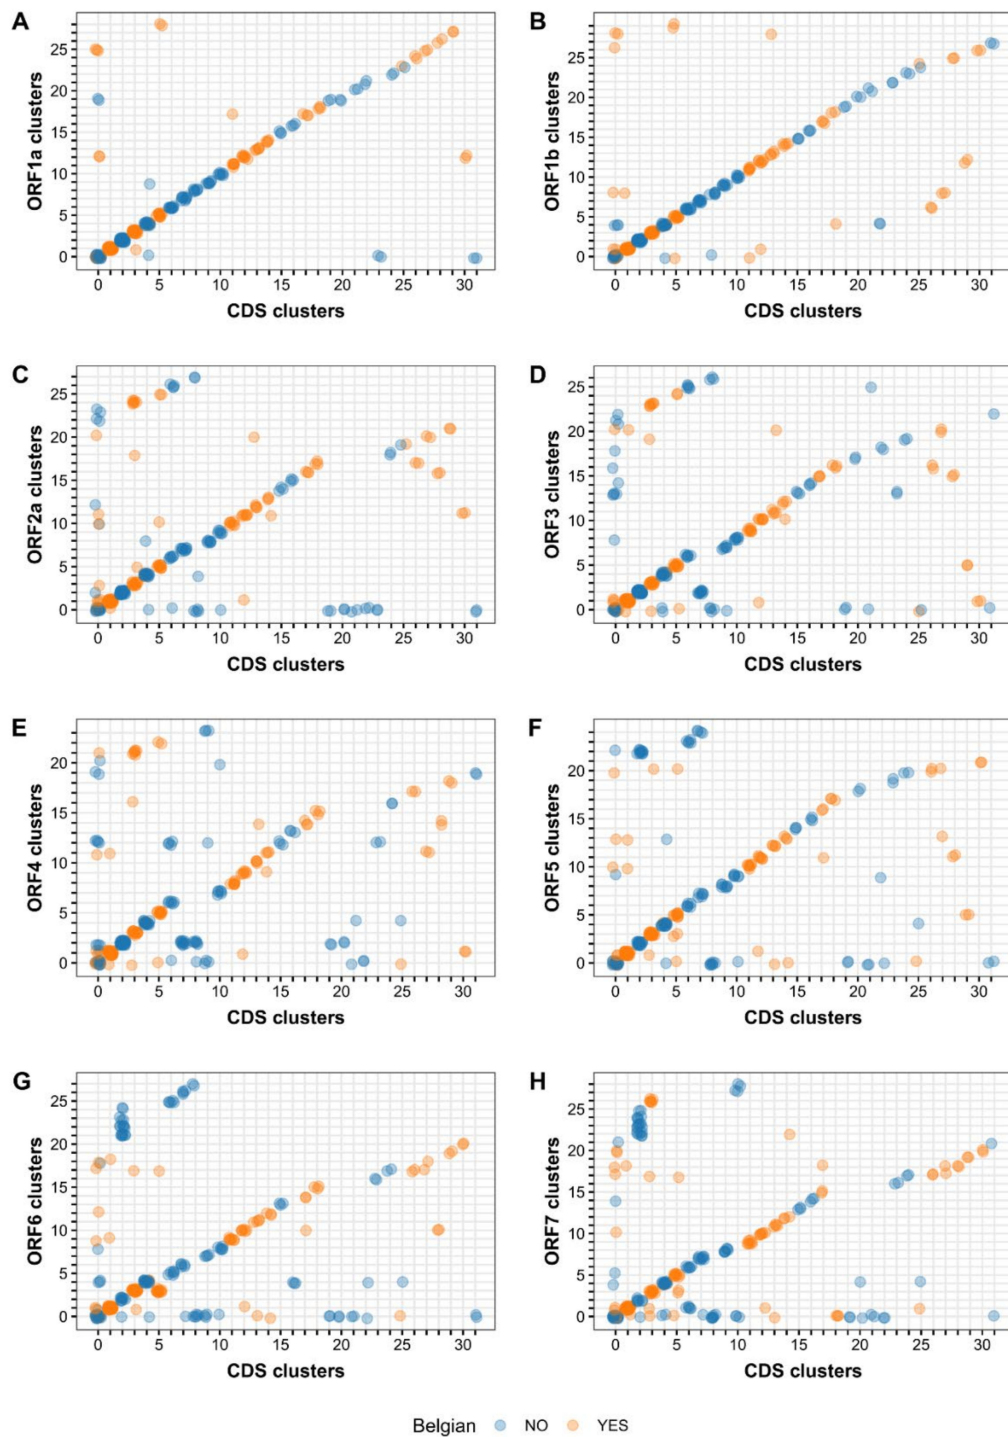 A
ORF1a clusters
25
20
15
10
5
0
0 5 10 15 20 25 30
CDS clusters
B
ORF1b clusters
25
20
15
10
5
0
0 5 10 15 20 25 30
CDS clusters
C
ORF2a clusters
25
20
15
10
5
0
0 5 10 15 20 25 30
CDS clusters
D
ORF3 clusters
25
20
15
10
5
0
0 5 10 15 20 25 30
CDS clusters
E
ORF4 clusters
20
15
10
5
0
0 5 10 15 20 25 30
CDS clusters
F
ORF5 clusters
20
15
10
5
0
0 5 10 15 20 25 30
CDS clusters
G
ORF6 clusters
25
20
15
10
5
0
0 5 10 15 20 25 30
CDS clusters
H
ORF7 clusters
25
20
15
10
5
0
0 5 10 15 20 25 30
CDS clusters
Belgian NO YES